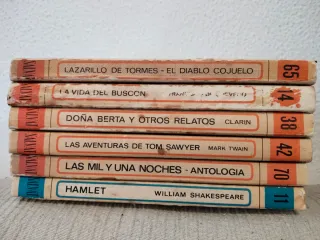 LAZARILLO DE TORMES - EL DIABLO COJUELO 65
LA VIDA DEL BUSCON 14
DOÑA BERTA Y OTROS RELATOS CLARIN 38
LAS AVENTURAS DE TOM SAWYER MARK TWAIN 42
LAS MIL Y UNA NOCHES - ANTOLOGIA 70
HAMLET WILLIAM SHAKESPEARE 11